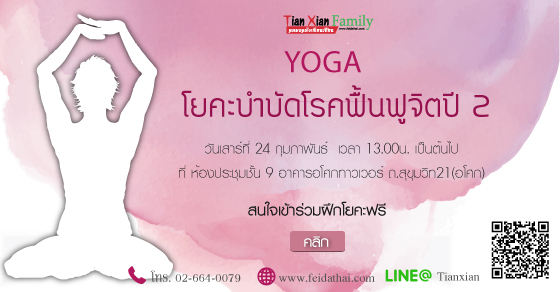 Tian Xian Family
www.feidathai.com
YOGA
โยคะบำบัดโรคฟื้นฟูจิตปี 2
วันเสาร์ที่ 24 กุมภาพันธ์ เวลา 13.00น. เป็นต้นไป
ที่ ห้องประชุมชั้น 9 อาคารอโศกทาวเวอร์ ถ.สุขุมวิท21(อโศก)
สนใจเข้าร่วมฝึกโยคะฟรี
คลิก
โทร. 02-664-0079
www.feidathai.com
LINE@ Tianxian